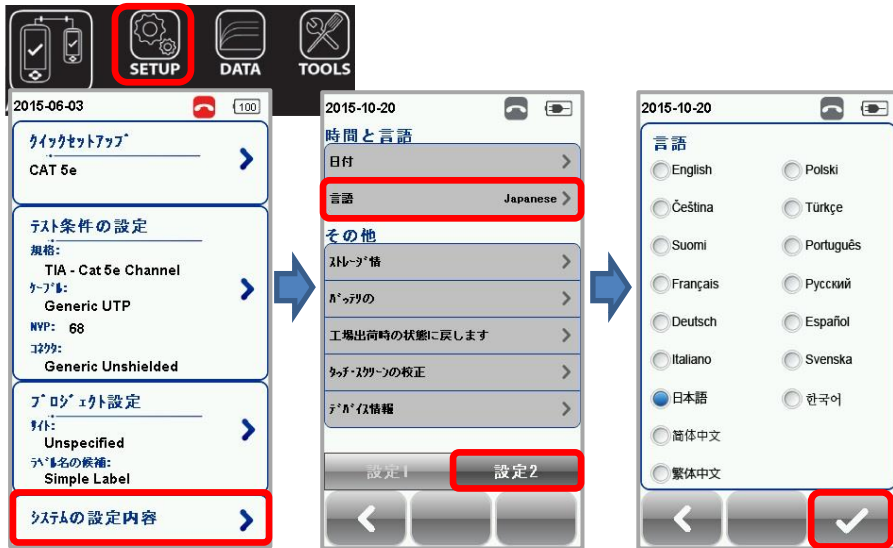 SETUP
DATA
TOOLS
2015-06-03
100
クイックセットアップ
CAT 5e
テスト条件の設定
規格:
TIA - Cat 5e Channel
ケーブル:
Generic UTP
NVP: 68
コネクタ:
Generic Unshielded
プロジェクト設定
サイト:
Unspecified
ラベル名の候補:
Simple Label
システムの設定内容
2015-10-20
時間と言語
日付
言語 Japanese
その他
ストレージ情
バッテリの
工場出荷時の状態に戻します
タッチ・スクリーンの校正
デバイス情報
設定1 設定2
2015-10-20
言語
English Polski
Čeština Türkçe
Suomi Português
Français Русский
Deutsch Español
Italiano Svenska
日本語 한국어
简体中文
繁体中文